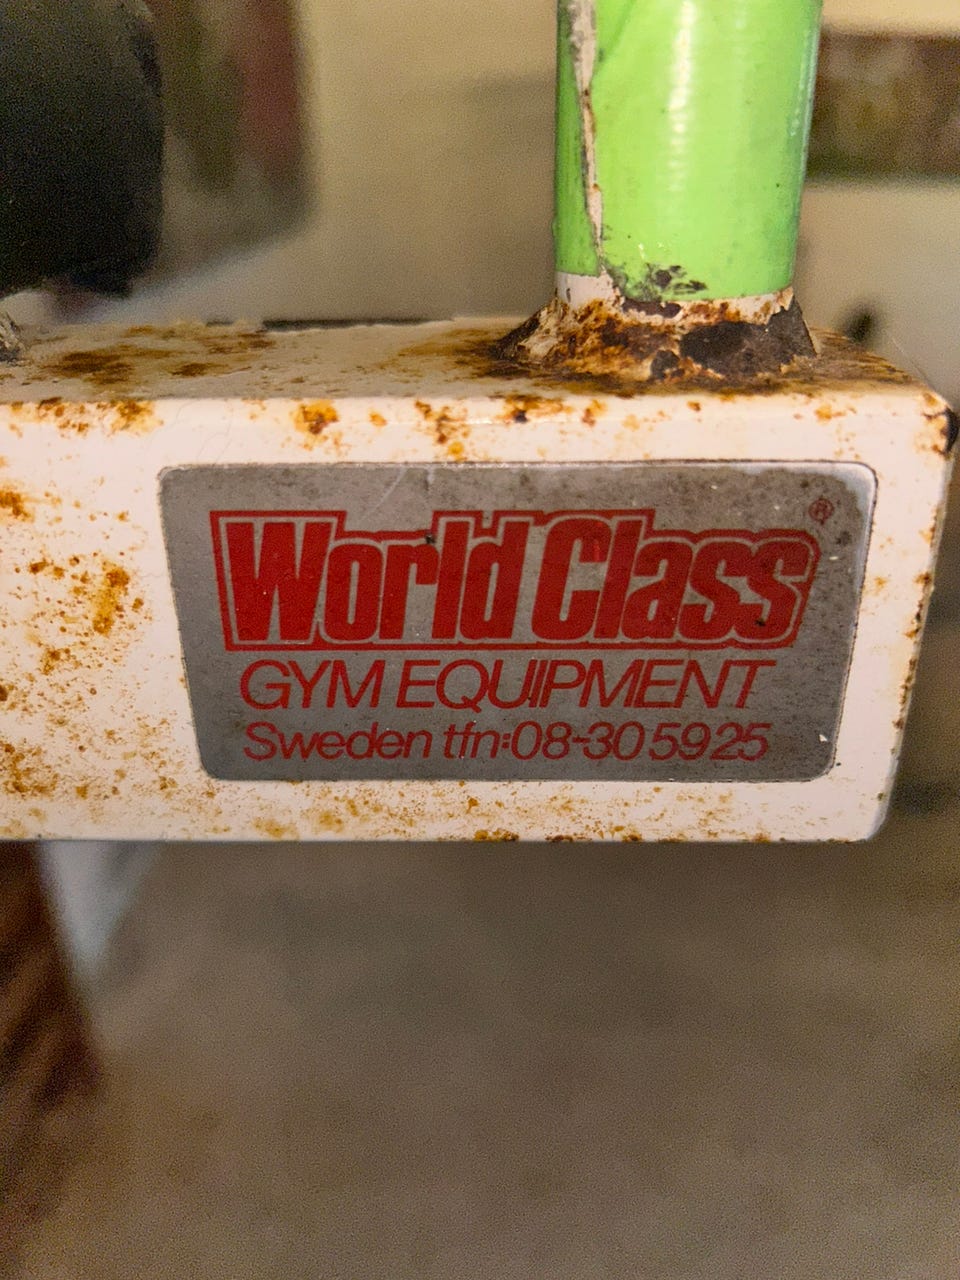 World Class ®
GYM EQUIPMENT
Sweden tfn:08-30 59 25